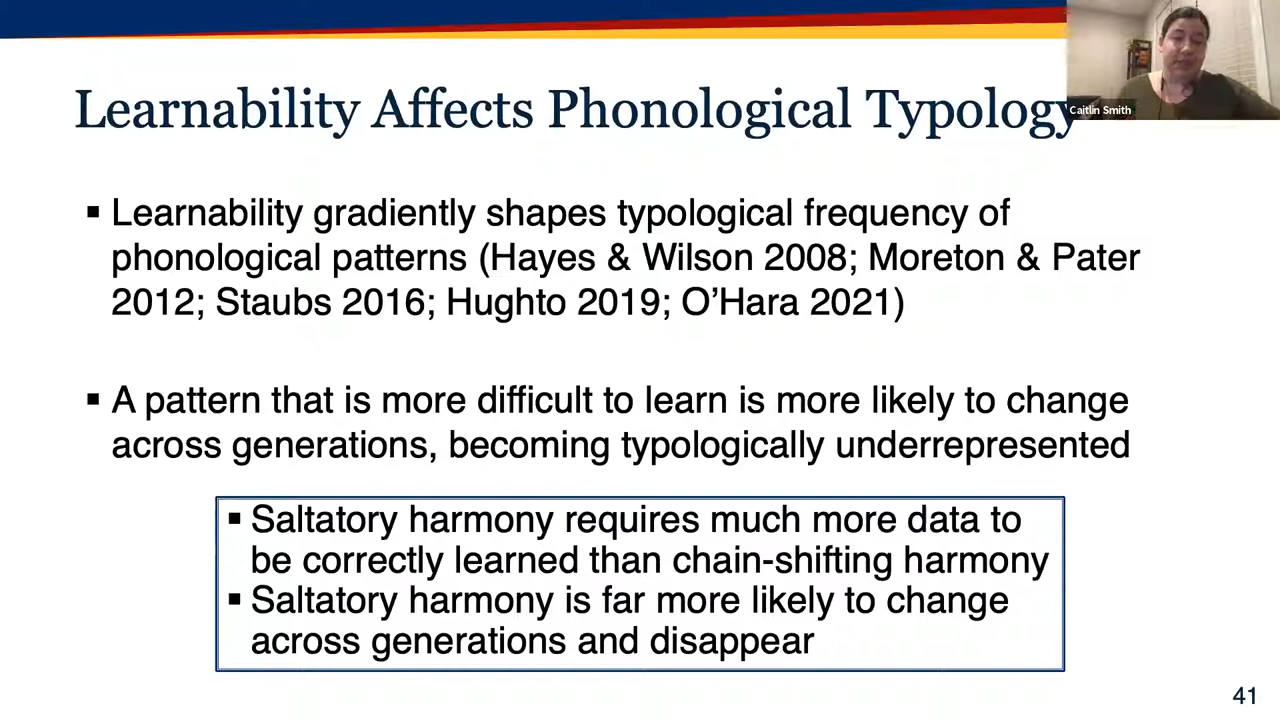 Learnability Affects Phonological Typology
Caitlin Smith
▪ Learnability gradiently shapes typological frequency of
phonological patterns (Hayes & Wilson 2008; Moreton & Pater
2012; Staubs 2016; Hughto 2019; O’Hara 2021)
▪ A pattern that is more difficult to learn is more likely to change
across generations, becoming typologically underrepresented
▪ Saltatory harmony requires much more data to
be correctly learned than chain-shifting harmony
▪ Saltatory harmony is far more likely to change
across generations and disappear
41